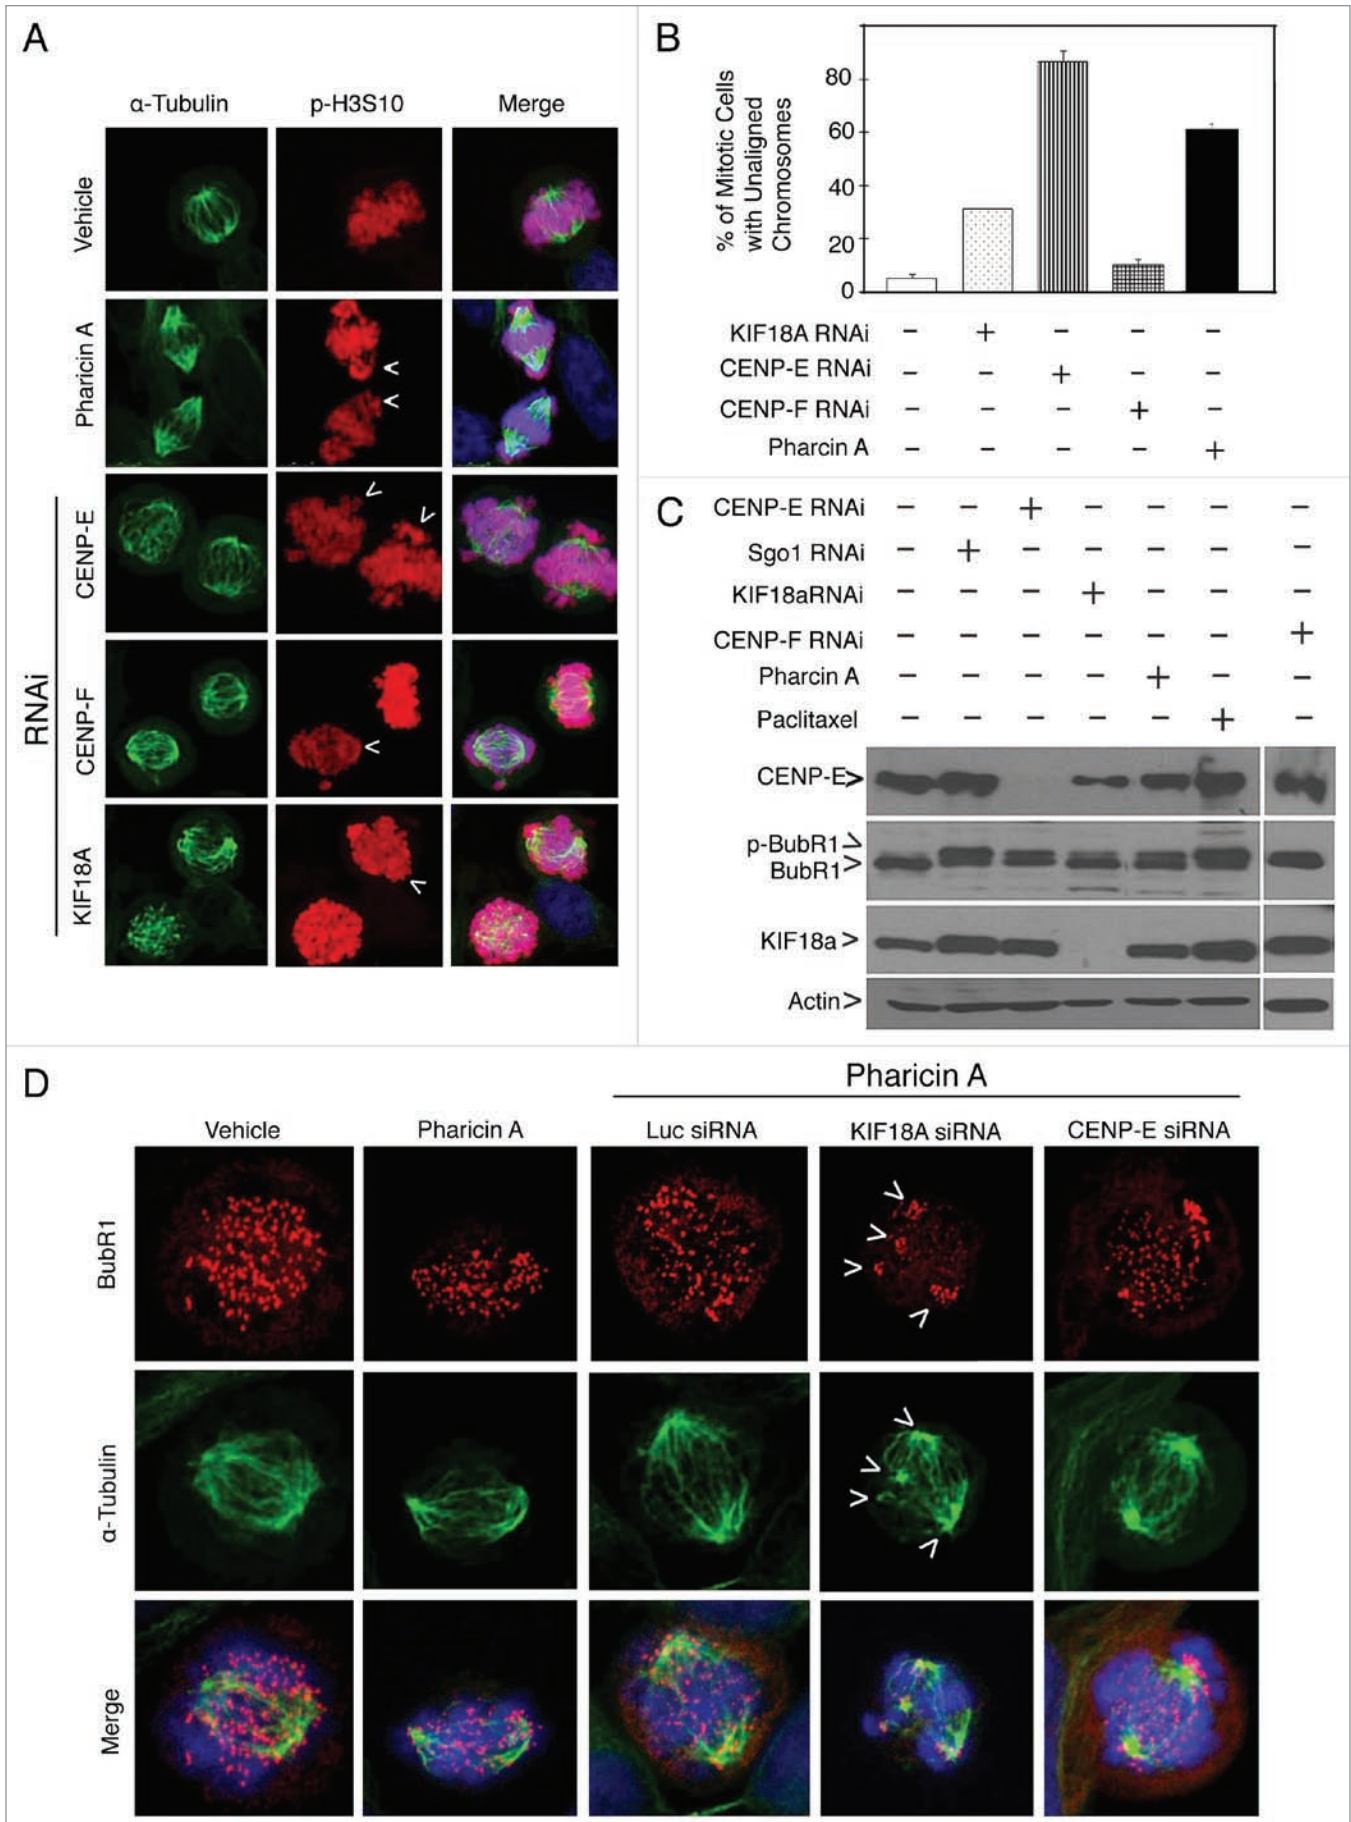 A
α-Tubulin p-H3S10 Merge
Vehicle
Pharicin A
RNAi
CENP-E
CENP-F
KIF18A
B
% of Mitotic Cells
with Unaligned
Chromosomes
80
60
40
20
0
KIF18A RNAi - + - - -
CENP-E RNAi - - + - -
CENP-F RNAi - - - + -
Pharcin A - - - - +
C
CENP-E RNAi - - + - - - -
Sgo1 RNAi - + - - - - -
KIF18aRNAi - - - + - - -
CENP-F RNAi - - - - - - +
Pharcin A - - - - + - -
Paclitaxel - - - - - + -
CENP-E>
p-BubR1>
BubR1>
KIF18a >
Actin>
D
Pharicin A
Vehicle Pharicin A Luc siRNA KIF18A siRNA CENP-E siRNA
BubR1
α-Tubulin
Merge